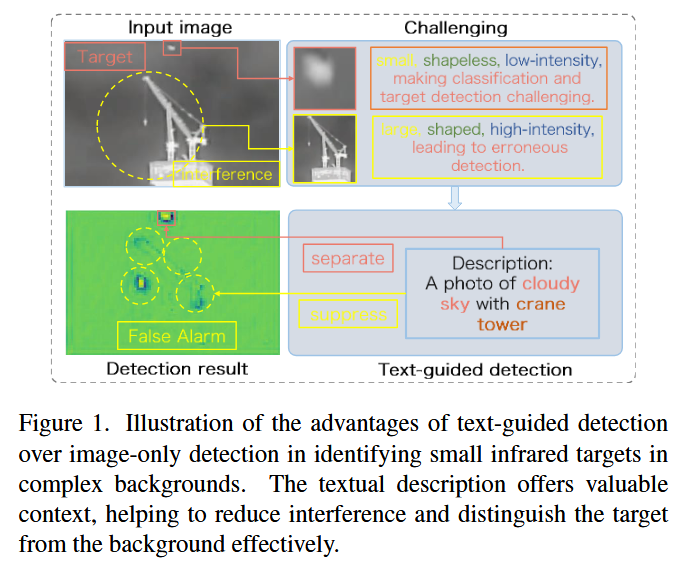 Input image
Challenging
Target
interference
small, shapeless, low-intensity,
making classification and
target detection challenging.
large, shaped, high-intensity,
leading to erroneous
detection.
separate
suppress
Description:
A photo of cloudy
sky with crane
tower
False Alarm
Detection result
Text-guided detection
Figure 1. Illustration of the advantages of text-guided detection
over image-only detection in identifying small infrared targets in
complex backgrounds. The textual description offers valuable
context, helping to reduce interference and distinguish the target
from the background effectively.